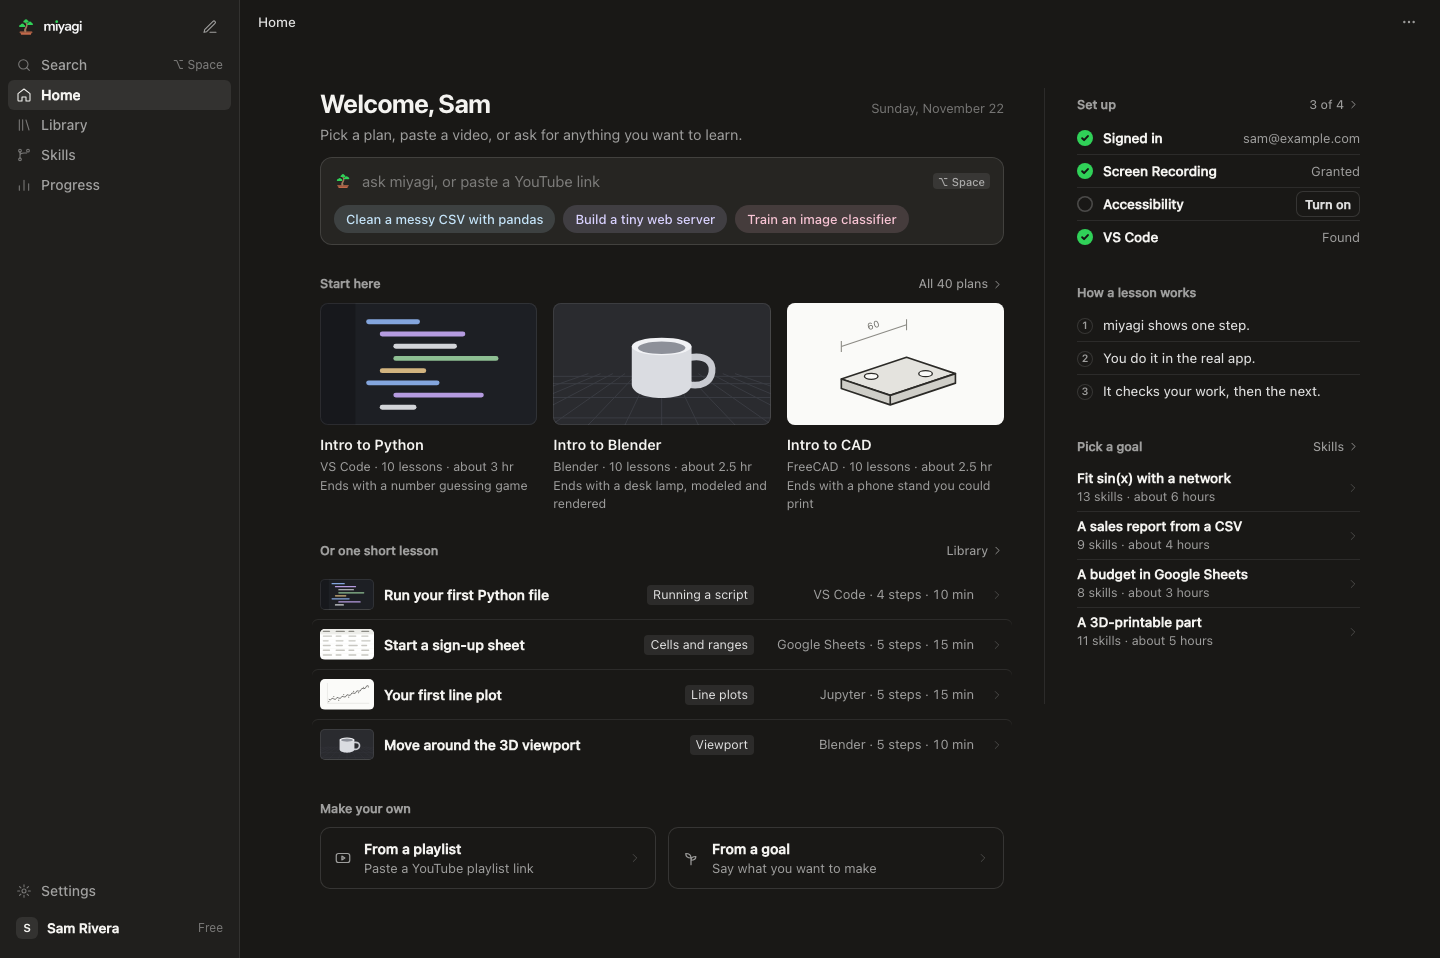 miyagi
Search
⌥ Space
Home
Library
Skills
Progress
Settings
S
Sam Rivera
Free
Home
Welcome, Sam
Sunday, November 22
Pick a plan, paste a video, or ask for anything you want to learn.
ask miyagi, or paste a YouTube link
⌥ Space
Clean a messy CSV with pandas
Build a tiny web server
Train an image classifier
Start here
All 40 plans
60
Intro to Python
VS Code · 10 lessons · about 3 hr
Ends with a number guessing game
Intro to Blender
Blender · 10 lessons · about 2.5 hr
Ends with a desk lamp, modeled and
rendered
Intro to CAD
FreeCAD · 10 lessons · about 2.5 hr
Ends with a phone stand you could
print
Or one short lesson
Library
Run your first Python file
Running a script
VS Code · 4 steps · 10 min
Start a sign-up sheet
Cells and ranges
Google Sheets · 5 steps · 15 min
Your first line plot
Line plots
Jupyter · 5 steps · 15 min
Move around the 3D viewport
Viewport
Blender · 5 steps · 10 min
Make your own
From a playlist
Paste a YouTube playlist link
From a goal
Say what you want to make
Set up
3 of 4
Signed in
sam@example.com
Screen Recording
Granted
Accessibility
Turn on
VS Code
Found
How a lesson works
1 miyagi shows one step.
2 You do it in the real app.
3 It checks your work, then the next.
Pick a goal
Skills
Fit sin(x) with a network
13 skills · about 6 hours
A sales report from a CSV
9 skills · about 4 hours
A budget in Google Sheets
8 skills · about 3 hours
A 3D-printable part
11 skills · about 5 hours